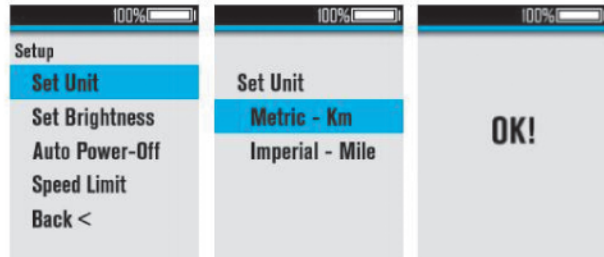 100%
Setup
Set Unit
Set Brightness
Auto Power-Off
Speed Limit
Back <
100%
Set Unit
Metric - Km
Imperial - Mile
100%
OK!